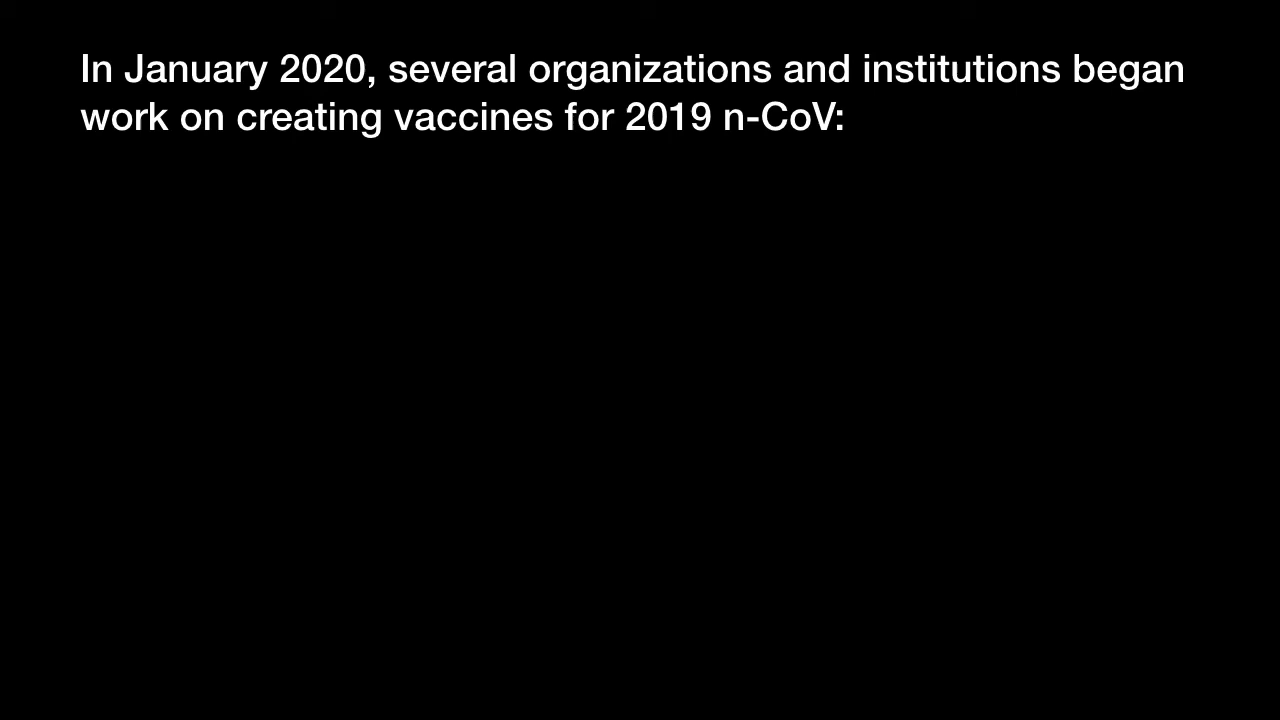 In January 2020, several organizations and institutions began
work on creating vaccines for 2019 n-CoV: